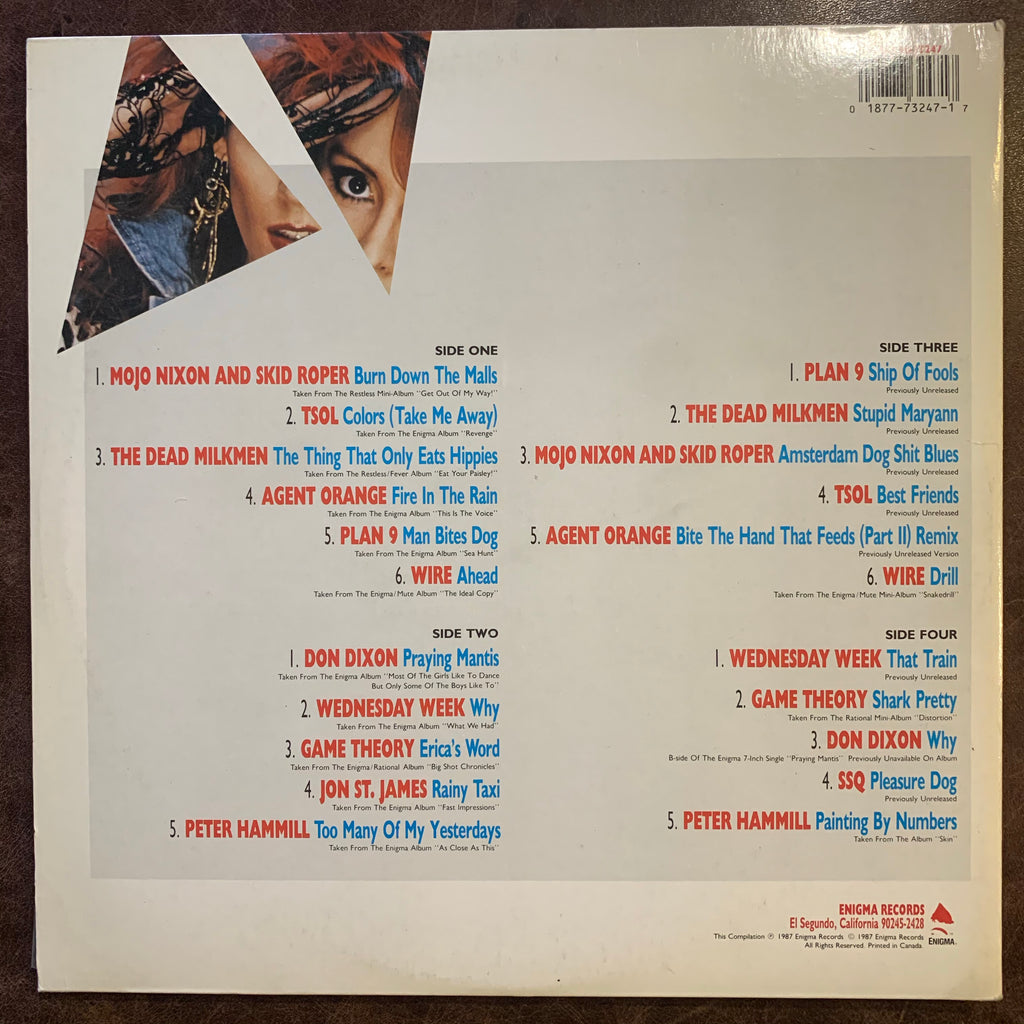 0 1877-73247-1 7
SIDE ONE
1. MOJO NIXON AND SKID ROPER Burn Down The Malls
Taken From The Restless Mini-Album "Get Out Of My Way!"
2. TSOL Colors (Take Me Away)
Taken From The Enigma Album "Revenge"
3. THE DEAD MILKMEN The Thing That Only Eats Hippies
Taken From The Restless/Fever Album "Eat Your Paisley!"
4. AGENT ORANGE Fire In The Rain
Taken From The Enigma Album "This Is The Voice"
5. PLAN 9 Man Bites Dog
Taken From The Enigma Album "Sea Hunt"
6. WIRE Ahead
Taken From The Enigma/Mute Album "The Ideal Copy"
SIDE TWO
1. DON DIXON Praying Mantis
Taken From The Enigma Album "Most Of The Girls Like To Dance
But Only Some Of The Boys Like To"
2. WEDNESDAY WEEK Why
Taken From The Enigma Album "What We Had"
3. GAME THEORY Erica's Word
Taken From The Enigma/Rational Album "Big Shot Chronicles"
4. JON ST. JAMES Rainy Taxi
Taken From The Enigma Album "Fast Impressions"
5. PETER HAMMILL Too Many Of My Yesterdays
Taken From The Enigma Album "As Close As This"
SIDE THREE
1. PLAN 9 Ship Of Fools
Previously Unreleased
2. THE DEAD MILKMEN Stupid Maryann
Previously Unreleased
3. MOJO NIXON AND SKID ROPER Amsterdam Dog Shit Blues
Previously Unreleased
4. TSOL Best Friends
Previously Unreleased
5. AGENT ORANGE Bite The Hand That Feeds (Part II) Remix
Previously Unreleased Version
6. WIRE Drill
Taken From The Enigma/Mute Mini-Album "Snakedrill"
SIDE FOUR
1. WEDNESDAY WEEK That Train
Previously Unreleased
2. GAME THEORY Shark Pretty
Taken From The Rational Mini-Album "Distortion"
3. DON DIXON Why
B-side Of The Enigma 7-Inch Single "Praying Mantis" Previously Unavailable On Album
4. SSQ Pleasure Dog
Previously Unreleased
5. PETER HAMMILL Painting By Numbers
Taken From The Album "Skin"
ENIGMA RECORDS
El Segundo, California 90245-2428
This Compilation ℗ 1987 Enigma Records © 1987 Enigma Records
All Rights Reserved. Printed in Canada.
ENIGMA